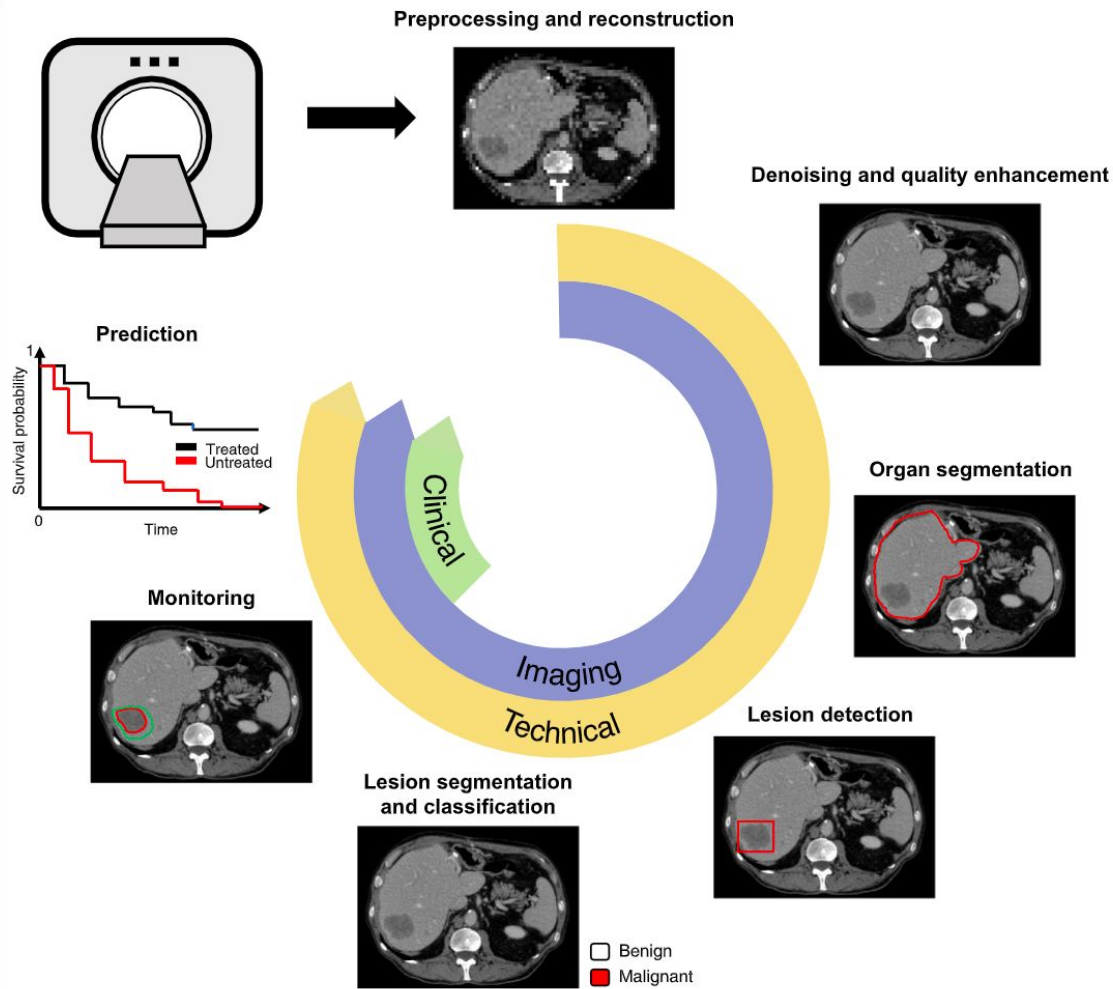 Preprocessing and reconstruction
Denoising and quality enhancement
Organ segmentation
Lesion detection
Lesion segmentation
and classification
Benign
Malignant
Monitoring
Prediction
1
Survival probability
Treated
Untreated
0
Time
Clinical
Imaging
Technical